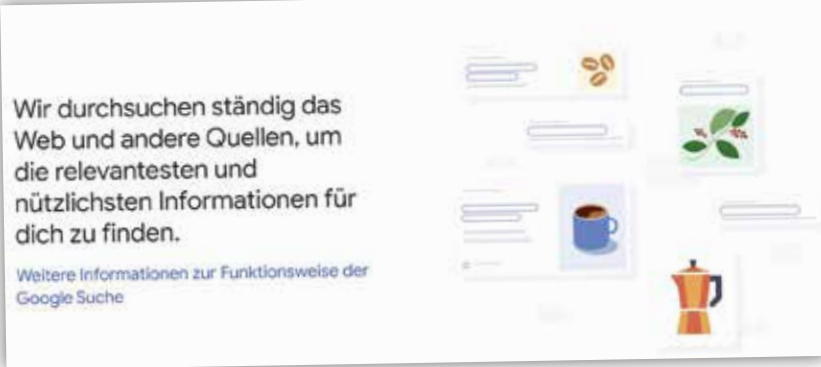 Wir durchsuchen ständig das
Web und andere Quellen, um
die relevantesten und
nützlichsten Informationen für
dich zu finden.
Weitere Informationen zur Funktionsweise der
Google Suche